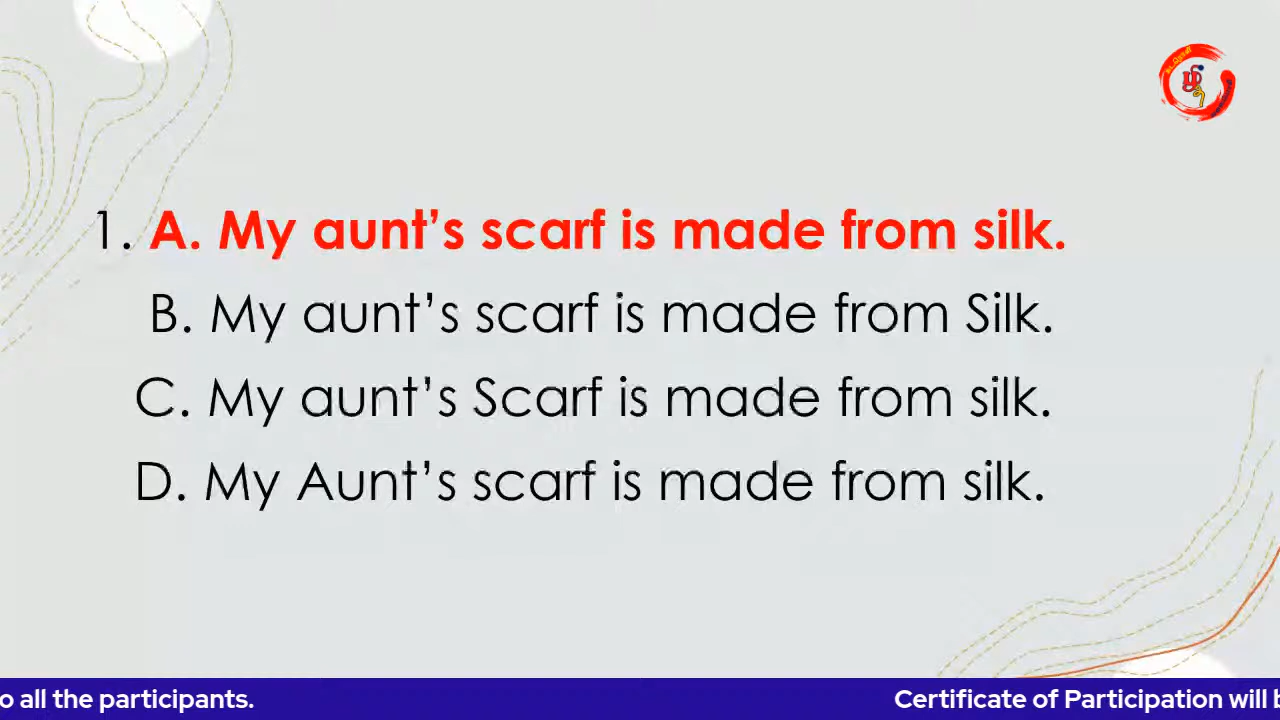 1. A. My aunt’s scarf is made from silk.
B. My aunt’s scarf is made from Silk.
C. My aunt’s Scarf is made from silk.
D. My Aunt’s scarf is made from silk.
o all the participants. Certificate of Participation will b